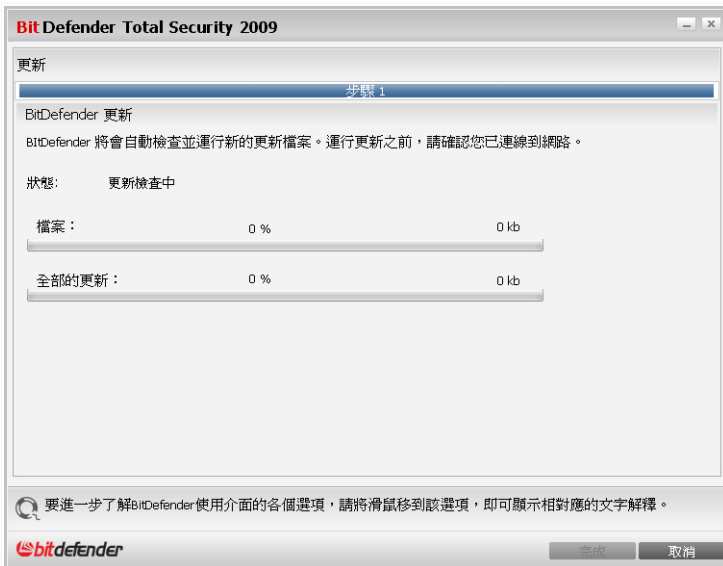 BitDefender Total Security 2009
更新
步驟 1
BitDefender 更新
BitDefender 將會自動檢查並運行新的更新檔案。運行更新之前，請確認您已連線到網路。
狀態: 更新檢查中
檔案： 0 % 0 kb
全部的更新： 0 % 0 kb
要進一步了解BitDefender使用介面的各個選項，請將滑鼠移到該選項，即可顯示相對應的文字解釋。
bitdefender 完成 取消